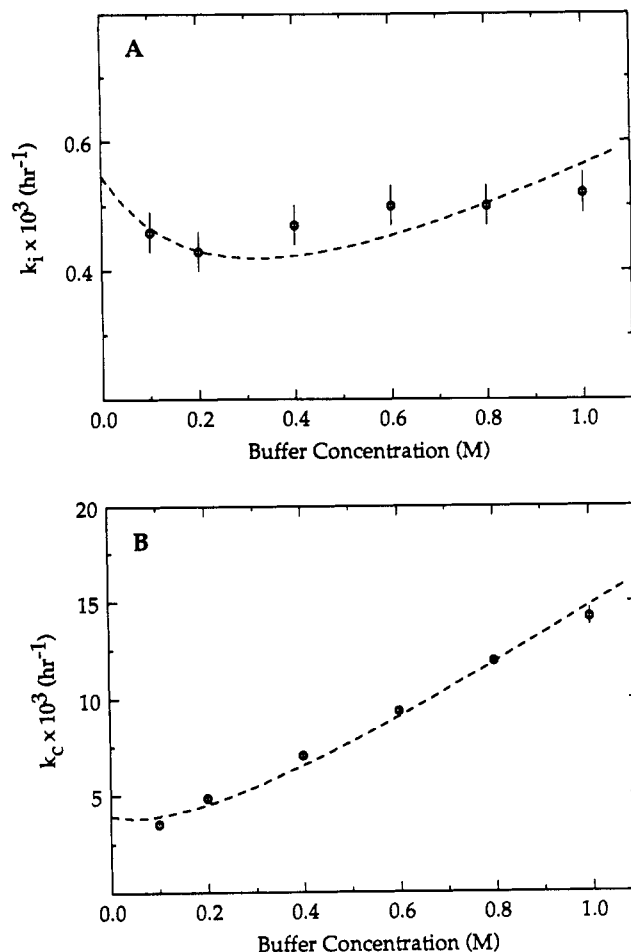 A
0.6
0.4
k_i x 10^3 (hr^-1)
0.0 0.2 0.4 0.6 0.8 1.0
Buffer Concentration (M)
20
B
15
10
5
k_c x 10^3 (hr^-1)
0.0 0.2 0.4 0.6 0.8 1.0
Buffer Concentration (M)